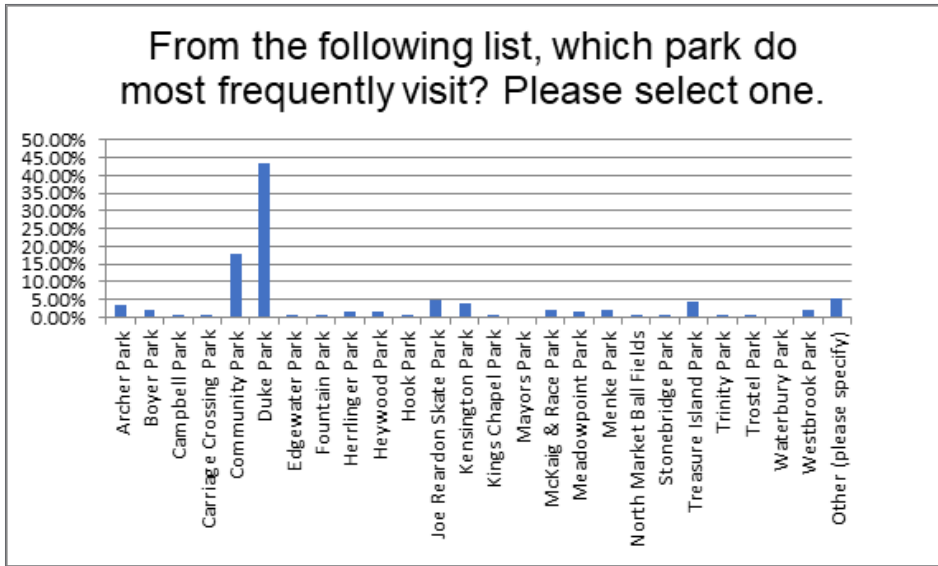 From the following list, which park do
most frequently visit? Please select one.
50.00%
45.00%
40.00%
35.00%
30.00%
25.00%
20.00%
15.00%
10.00%
5.00%
0.00%
Archer Park
Boyer Park
Campbell Park
Carriage Crossing Park
Community Park
Duke Park
Edgewater Park
Fountain Park
Herrlinger Park
Heywood Park
Hook Park
Joe Reardon Skate Park
Kensington Park
Kings Chapel Park
Mayors Park
McKaig & Race Park
Meadowpoint Park
Menke Park
North Market Ball Fields
Stonebridge Park
Treasure Island Park
Trinity Park
Trostel Park
Waterbury Park
Westbrook Park
Other (please specify)